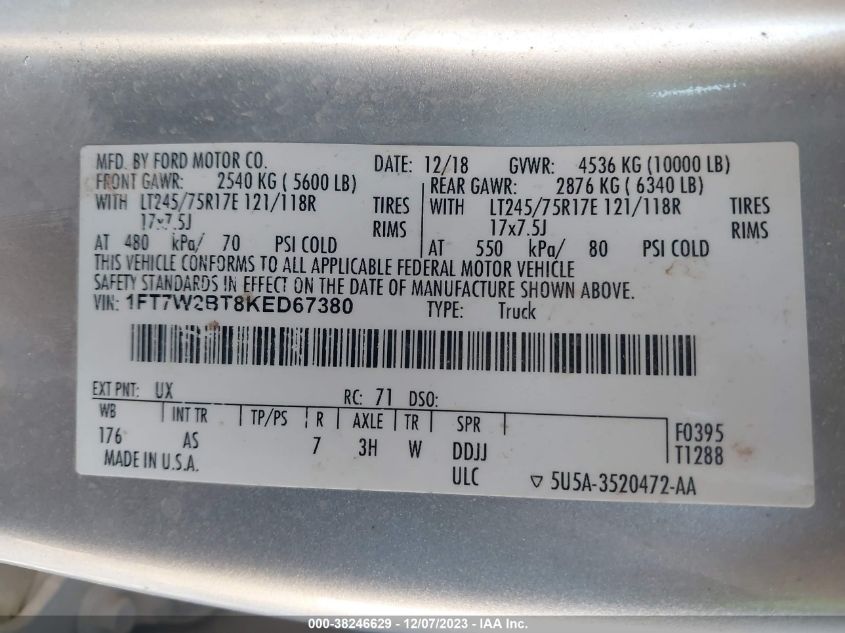 MFD. BY FORD MOTOR CO. DATE: 12/18 GVWR: 4536 KG (10000 LB)
FRONT GAWR: 2540 KG ( 5600 LB) REAR GAWR: 2876 KG ( 6340 LB)
WITH LT245/75R17E 121/118R TIRES WITH LT245/75R17E 121/118R TIRES
17x7.5J RIMS 17x7.5J RIMS
AT 480 kPa/ 70 PSI COLD AT 550 kPa/ 80 PSI COLD
THIS VEHICLE CONFORMS TO ALL APPLICABLE FEDERAL MOTOR VEHICLE
SAFETY STANDARDS IN EFFECT ON THE DATE OF MANUFACTURE SHOWN ABOVE.
VIN: 1FT7W2BT8KED67380 TYPE: Truck
EXT PNT: UX RC: 71 DSO:
WB INT TR TP/PS R AXLE TR SPR
176 AS 7 3H W DDJJ
F0395
T1288
MADE IN U.S.A. ULC ▽ 5U5A-3520472-AA
000-38246629 - 12/07/2023 - IAA Inc.